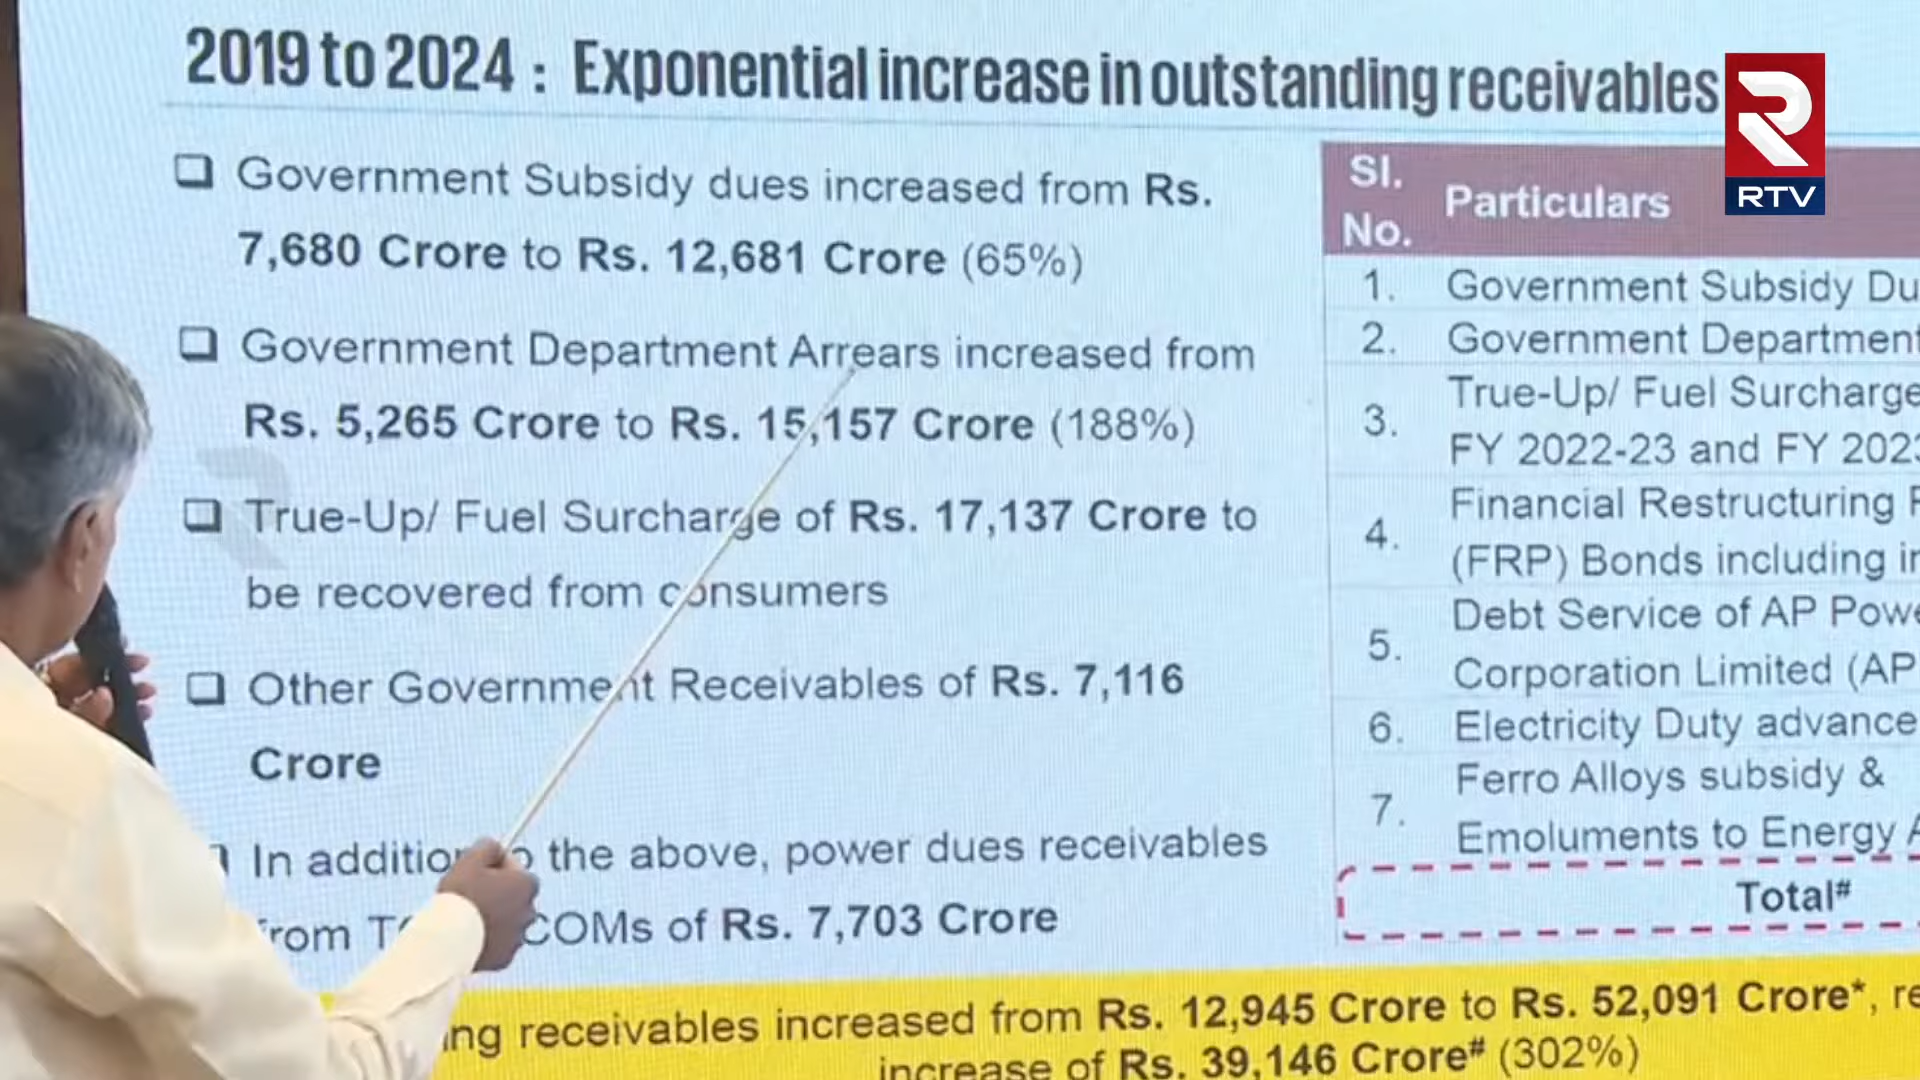 2019 to 2024 : Exponential increase in outstanding receivables
RTV
Government Subsidy dues increased from Rs.
7,680 Crore to Rs. 12,681 Crore (65%)
Government Department Arrears increased from
Rs. 5,265 Crore to Rs. 15,157 Crore (188%)
True-Up/ Fuel Surcharge of Rs. 17,137 Crore to
be recovered from consumers
Other Government Receivables of Rs. 7,116
Crore
In addition the above, power dues receivables
of Rs. 7,703 Crore
Sl.
No.
Particulars
1. Government Subsidy
2. Government Department
3. True-Up/ Fuel Surcharge
FY 2022-23 and FY
4. Financial Restructuring
(FRP) Bonds including
5. Debt Service of AP
Corporation Limited
6. Electricity Duty advance
7. Ferro Alloys subsidy &
Emoluments to Energy
Total#
receivables increased from Rs. 12,945 Crore to Rs. 52,091 Crore*,
increase of Rs. 39,146 Crore# (302%)